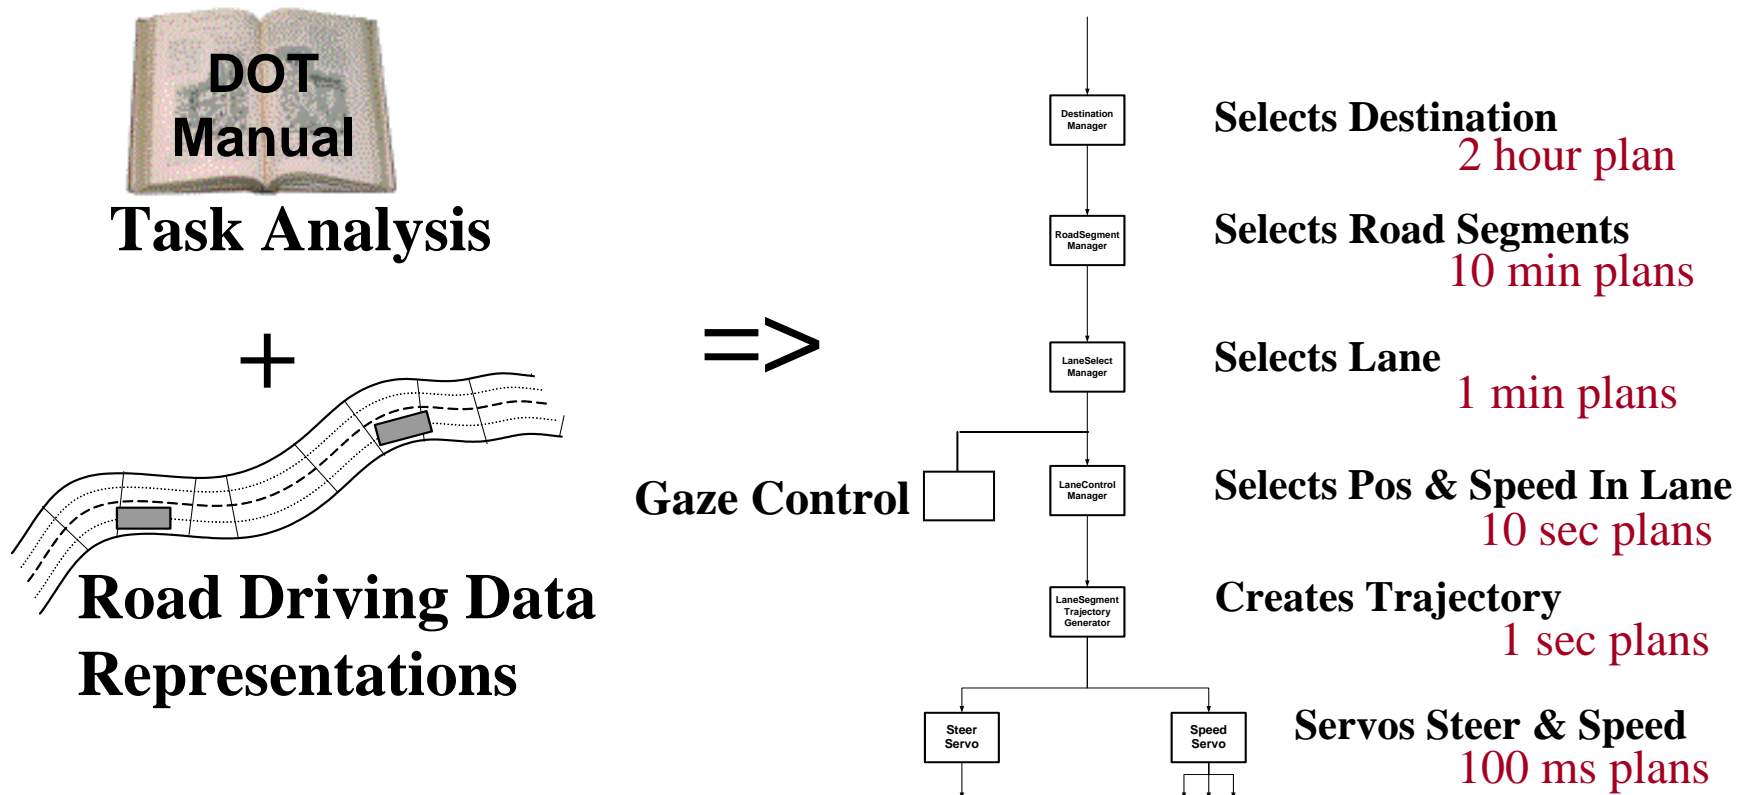 DOT
Manual
Task Analysis
+
Road Driving Data
Representations
=>
Destination
Manager
Selects Destination
2 hour plan
RoadSegment
Manager
Selects Road Segments
10 min plans
LaneSelect
Manager
Selects Lane
1 min plans
Gaze Control
LaneControl
Manager
Selects Pos & Speed In Lane
10 sec plans
LaneSegment
Trajectory
Generator
Creates Trajectory
1 sec plans
Steer
Servo
Speed
Servo
Servos Steer & Speed
100 ms plans